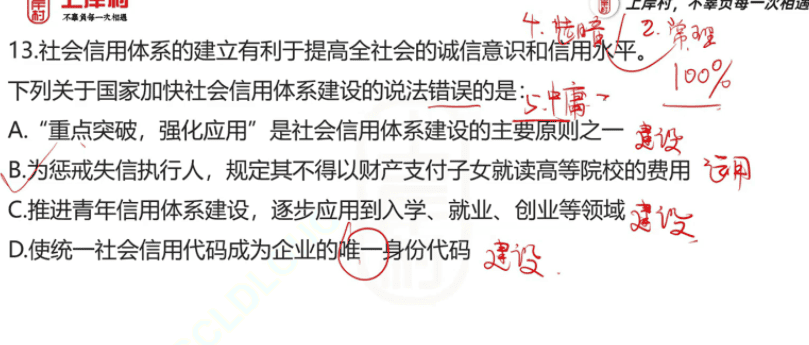 上岸村
不辜负每一次相遇
上岸村，不辜负每一次相遇
4. 2.常理
100%
13.社会信用体系的建立有利于提高全社会的诚信意识和信用水平。
下列关于国家加快社会信用体系建设的说法错误的是：
5.中庸
A.“重点突破，强化应用”是社会信用体系建设的主要原则之一 建设
B.为惩戒失信执行人，规定其不得以财产支付子女就读高等院校的费用 运用
C.推进青年信用体系建设，逐步应用到入学、就业、创业等领域 建设
D.使统一社会信用代码成为企业的唯一身份代码 建设